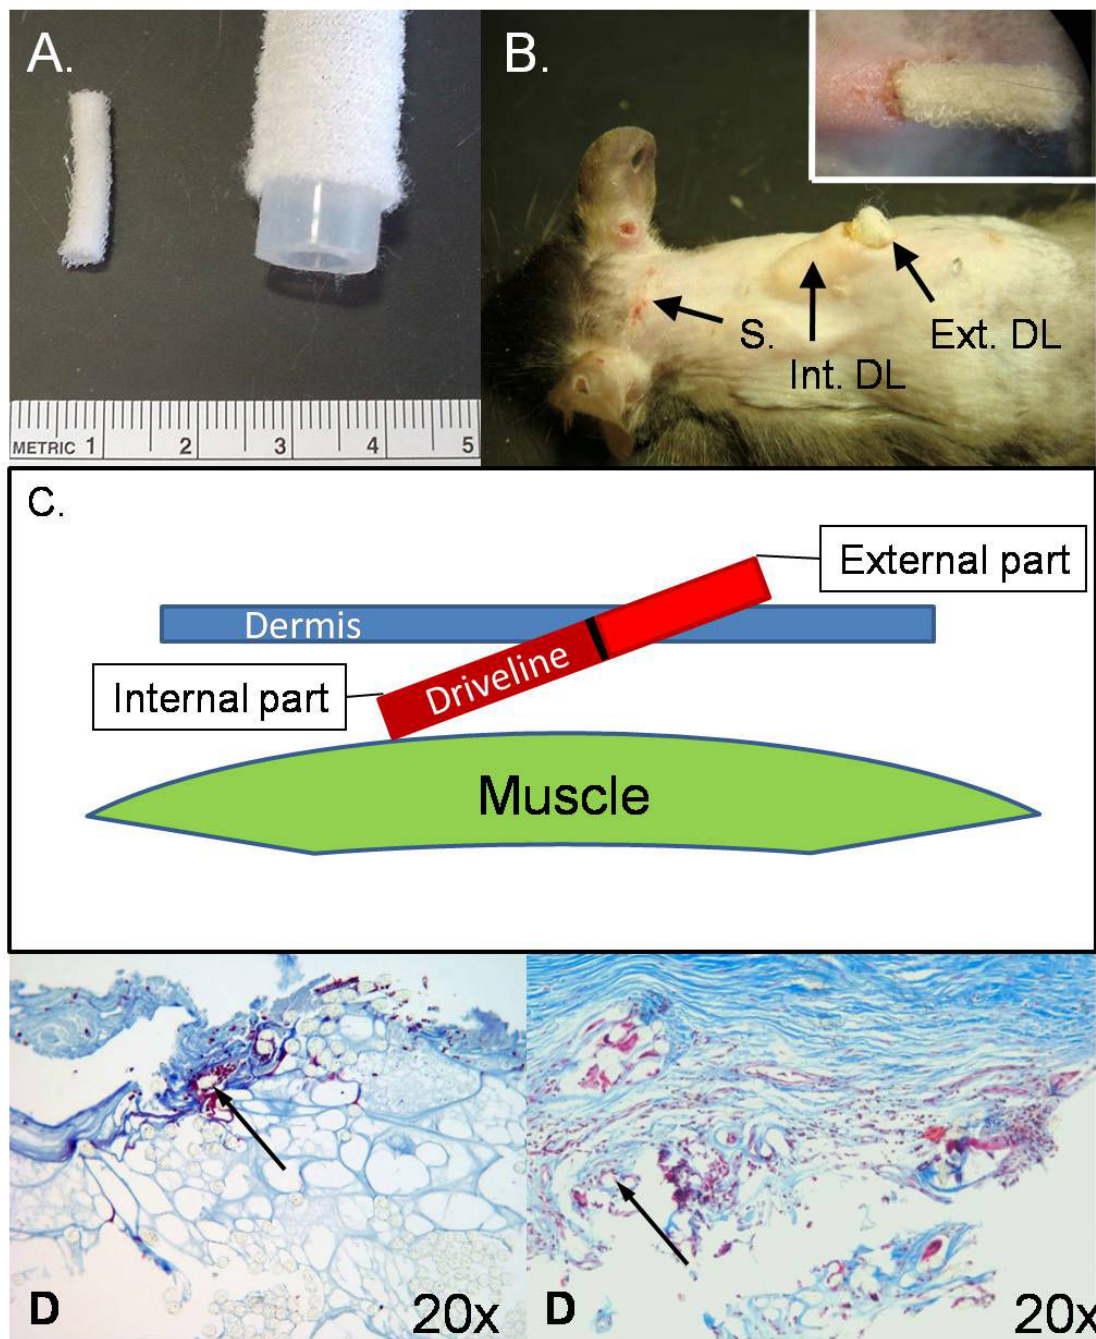 A.
METRIC 1 2 3 4 5
B.
S.
Int. DL
Ext. DL
C.
External part
Dermis
Driveline
Internal part
Muscle
D
20x
D
20x